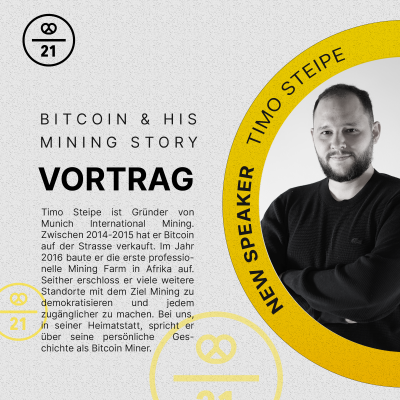 21
BITCOIN & HIS
MINING STORY
VORTRAG
Timo Steipe ist Gründer von
Munich International Mining.
Zwischen 2014-2015 hat er Bitcoin
auf der Strasse verkauft. Im Jahr
2016 baute er die erste professio-
nelle Mining Farm in Afrika auf.
Seither erschloss er viele weitere
Standorte mit dem Ziel Mining zu
demokratisieren und jedem
zugänglicher zu machen. Bei uns,
in seiner Heimatstatt, spricht er
über seine persönliche Ges-
chichte als Bitcoin Miner.
NEW SPEAKER TIMO STEIPE
21
21